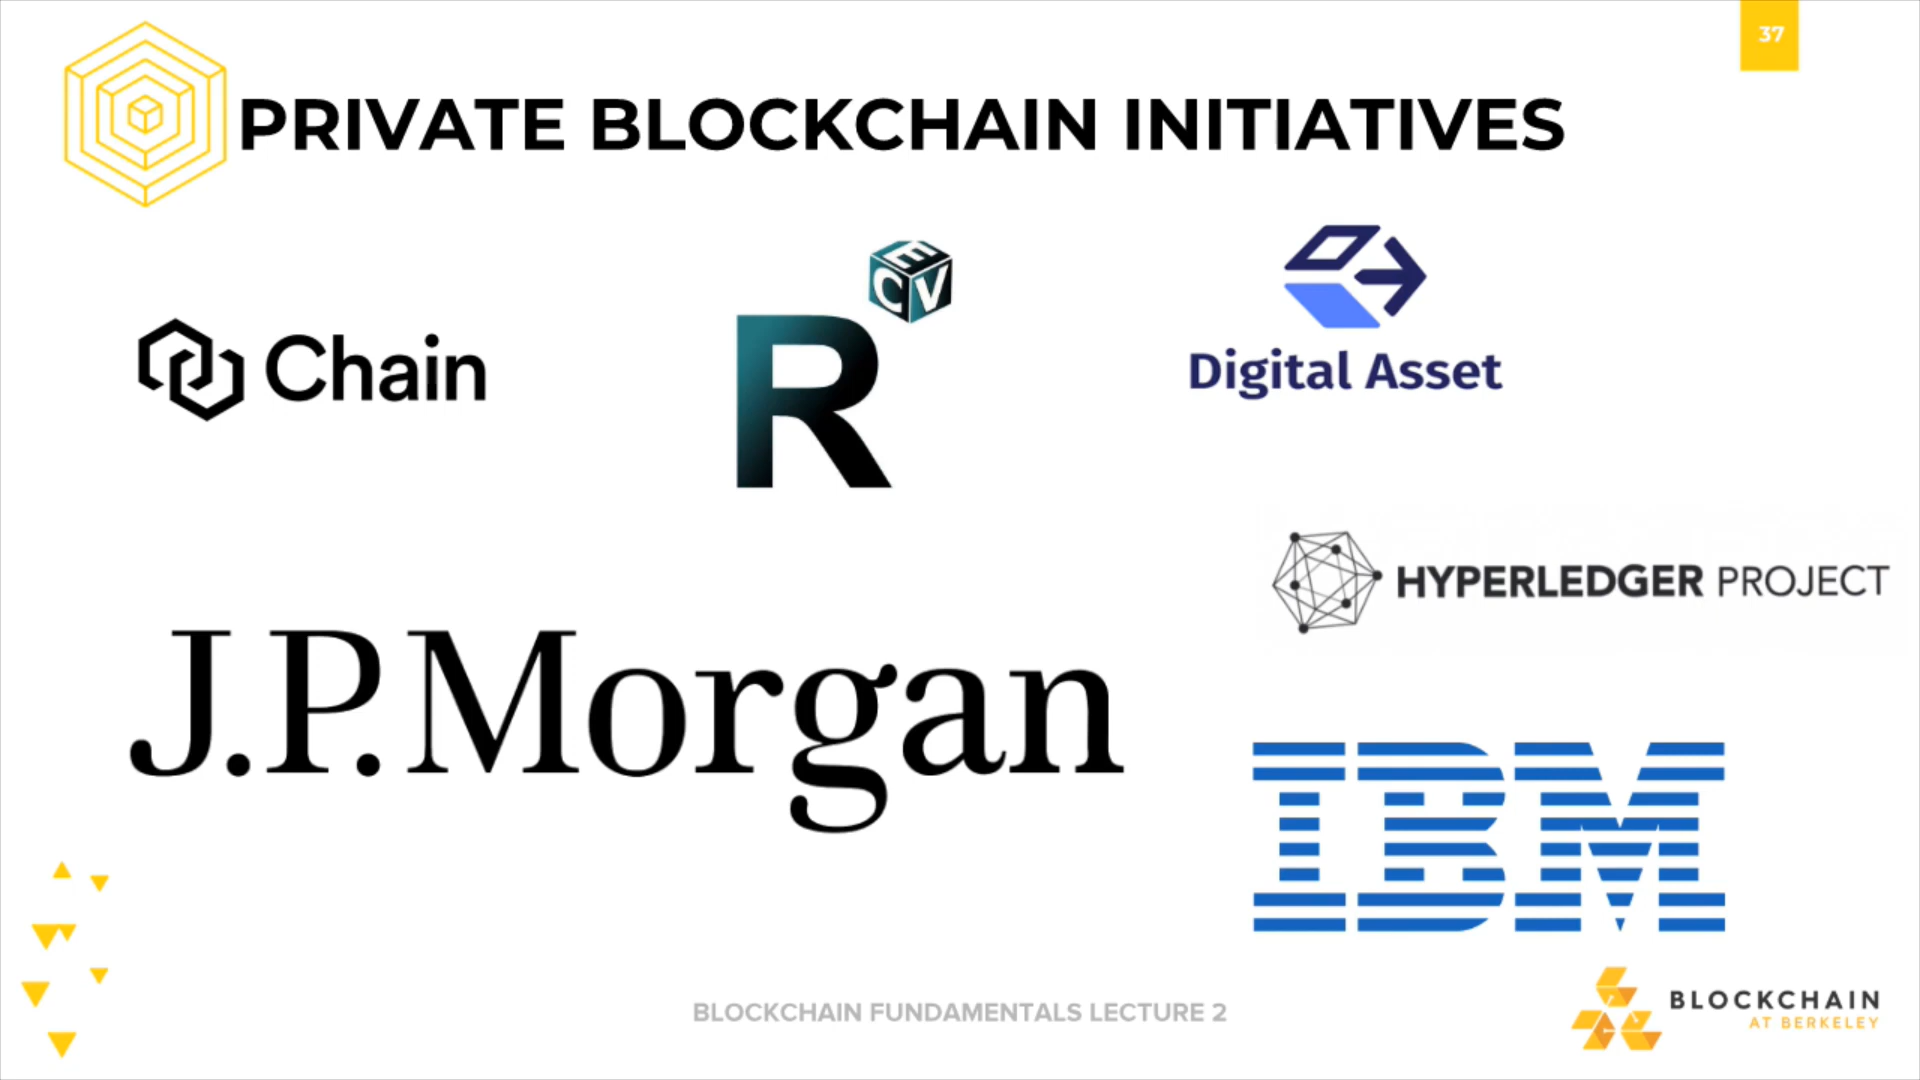 37
PRIVATE BLOCKCHAIN INITIATIVES
Chain
R
CEV
Digital Asset
HYPERLEDGER PROJECT
J.P.Morgan
IBM
BLOCKCHAIN FUNDAMENTALS LECTURE 2
BLOCKCHAIN
AT BERKELEY